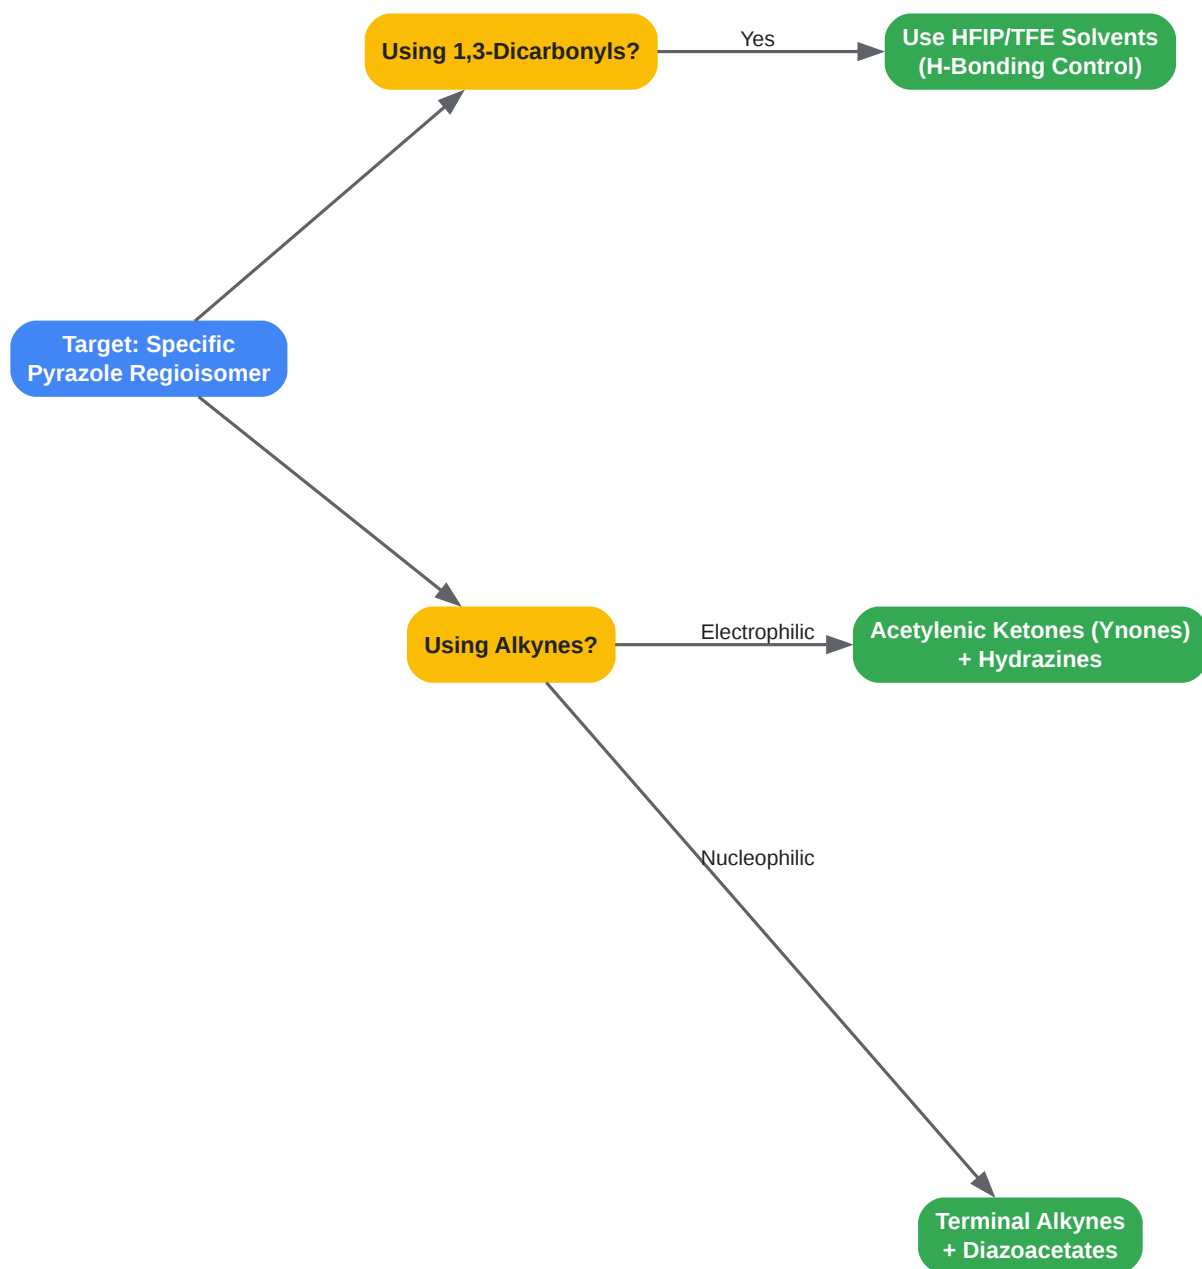 Using 1,3-Dicarbonyls?
Yes
Use HFIP/TFE Solvents
(H-Bonding Control)
Target: Specific
Pyrazole Regioisomer
Using Alkynes?
Electrophilic
Acetylenic Ketones (Ynones)
+ Hydrazines
Nucleophilic
Terminal Alkynes
+ Diazoacetates